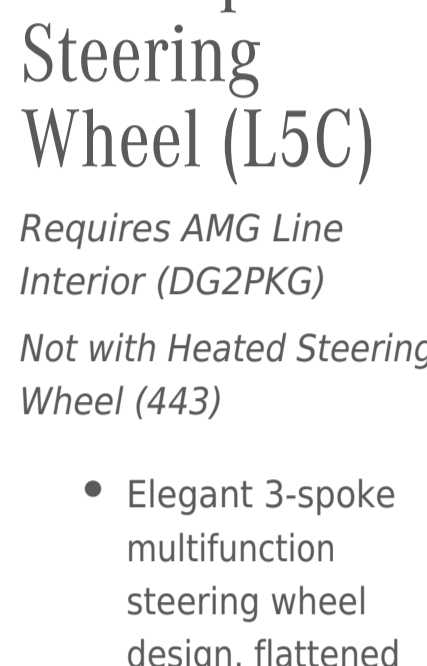 Steering
Wheel (L5C)
Requires AMG Line
Interior (DG2PKG)
Not with Heated Steering
Wheel (443)
• Elegant 3-spoke
multifunction
steering wheel
design, flattened